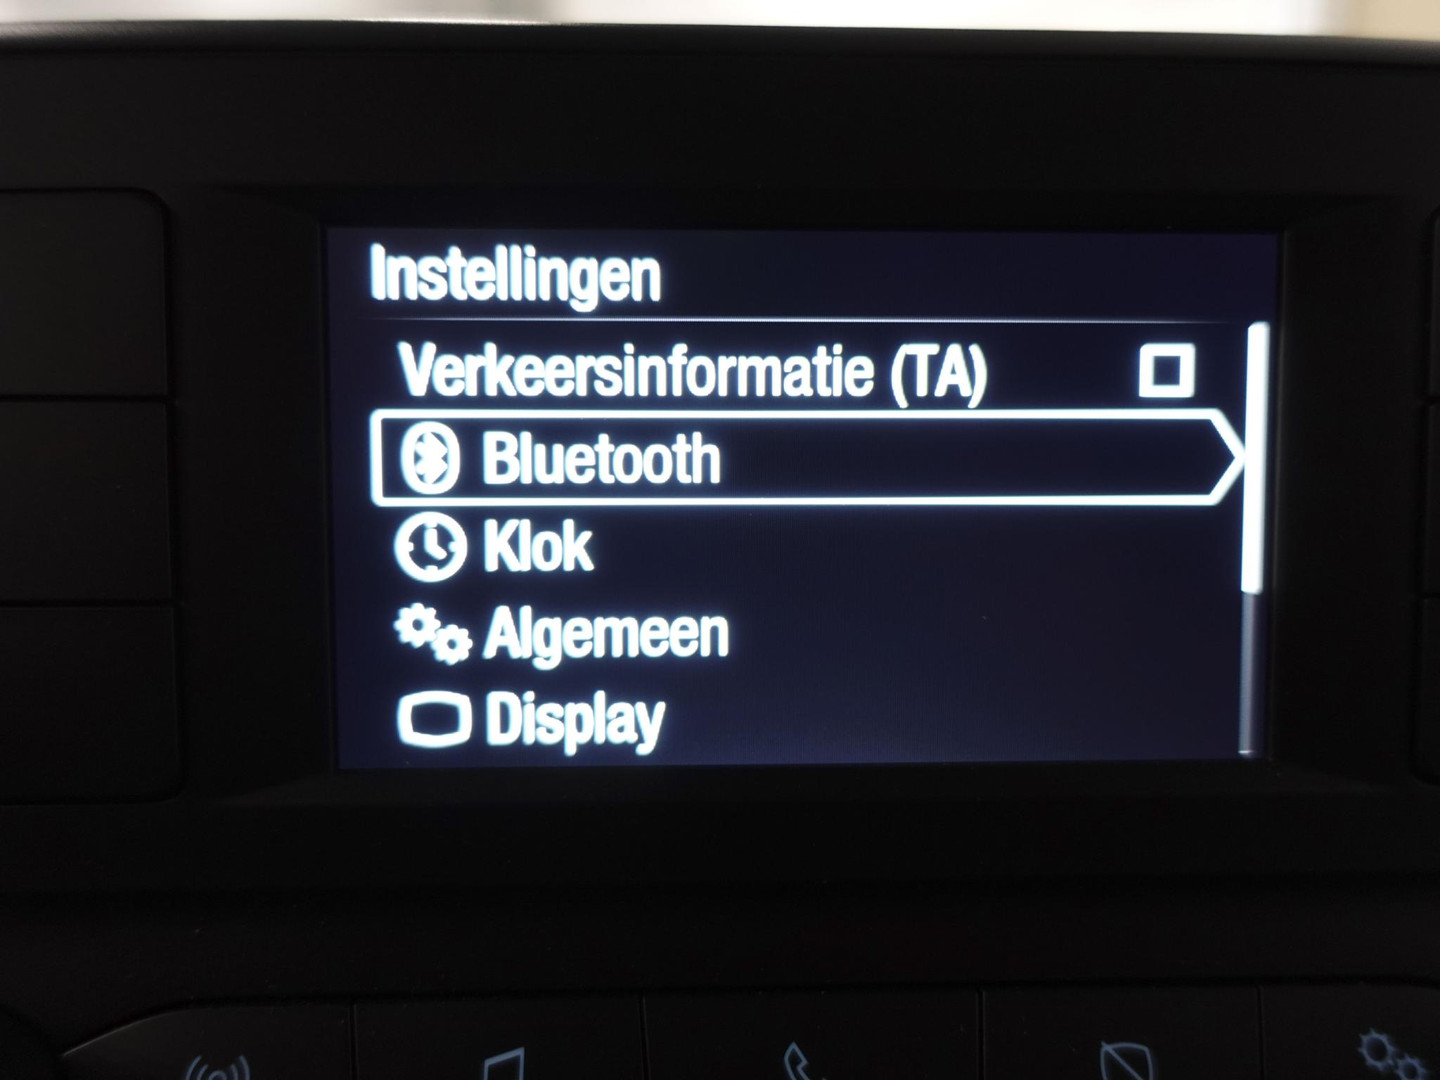 Instellingen
Verkeersinformatie (TA)
Bluetooth
Klok
Algemeen
Display